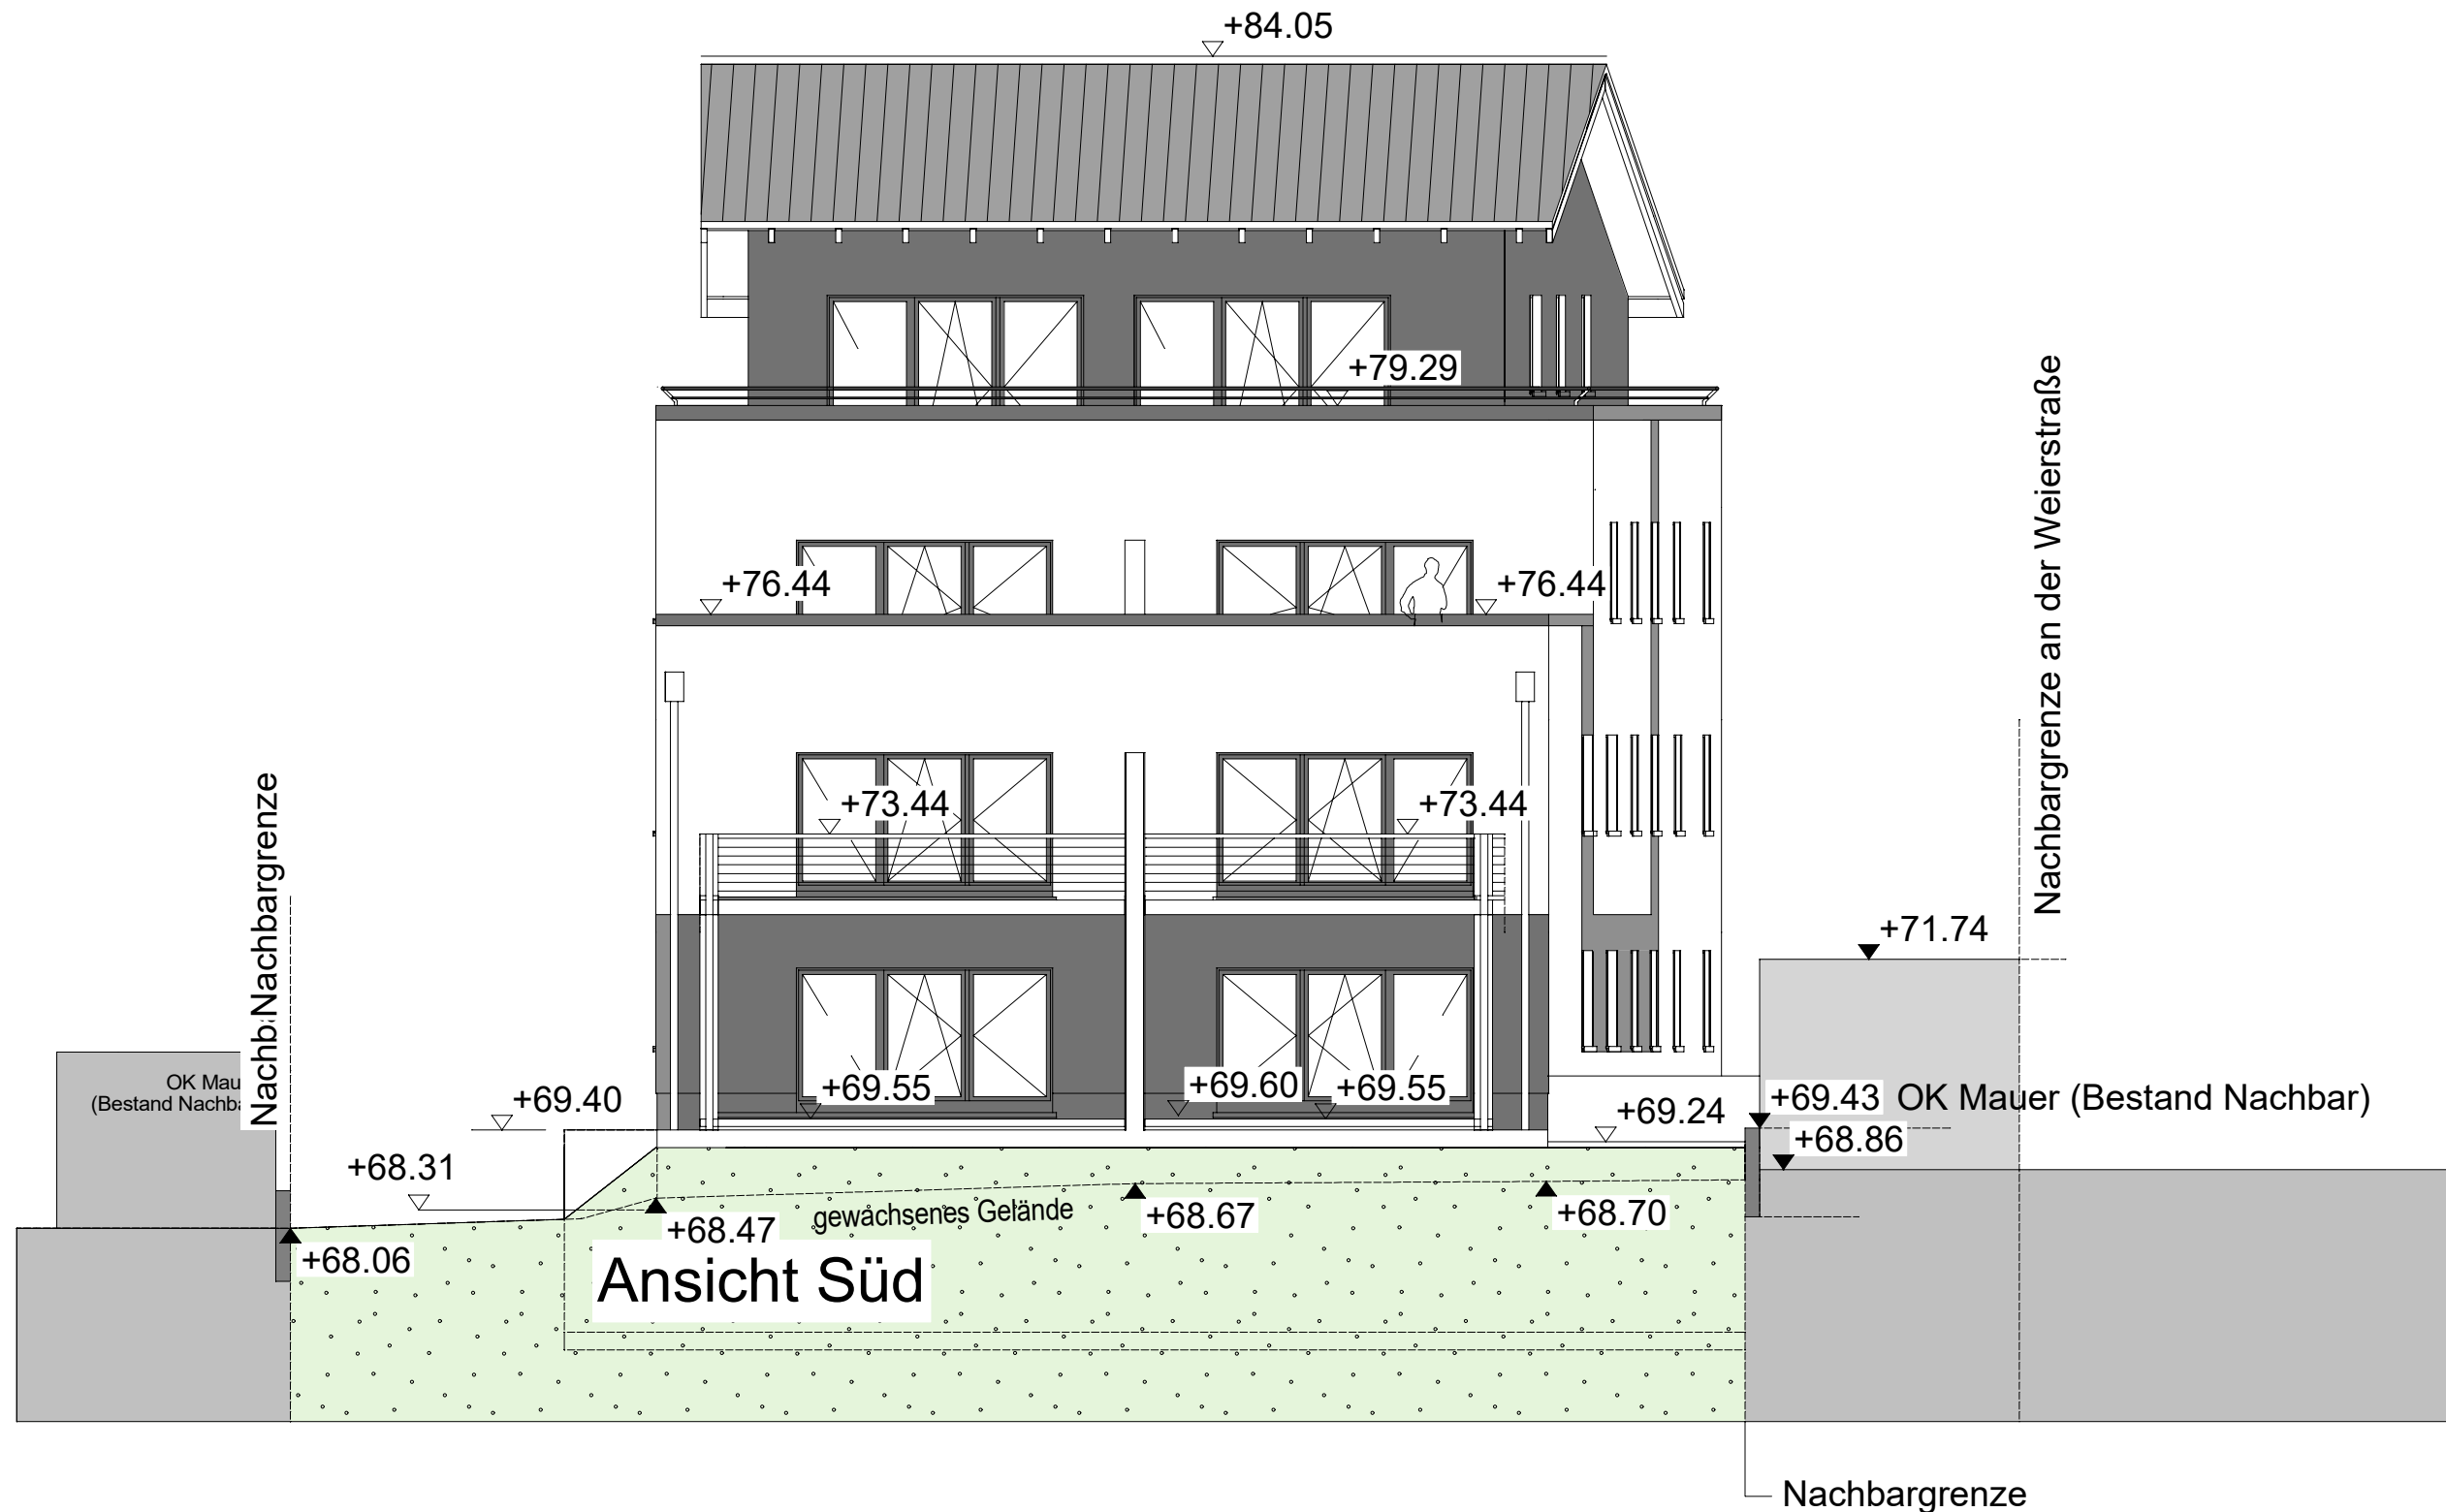 +84.05
+79.29
Nachbargrenze an der Weierstraße
+76.44
+76.44
Nachbargrenze
+73.44
+73.44
+71.74
OK Mau
(Bestand Nachba
Nachb
+69.55
+69.60
+69.55
+69.40
+69.24
+69.43 OK Mauer (Bestand Nachbar)
+68.86
+68.31
gewachsenes Gelände
+68.47
+68.67
+68.70
+68.06
Ansicht Süd
Nachbargrenze